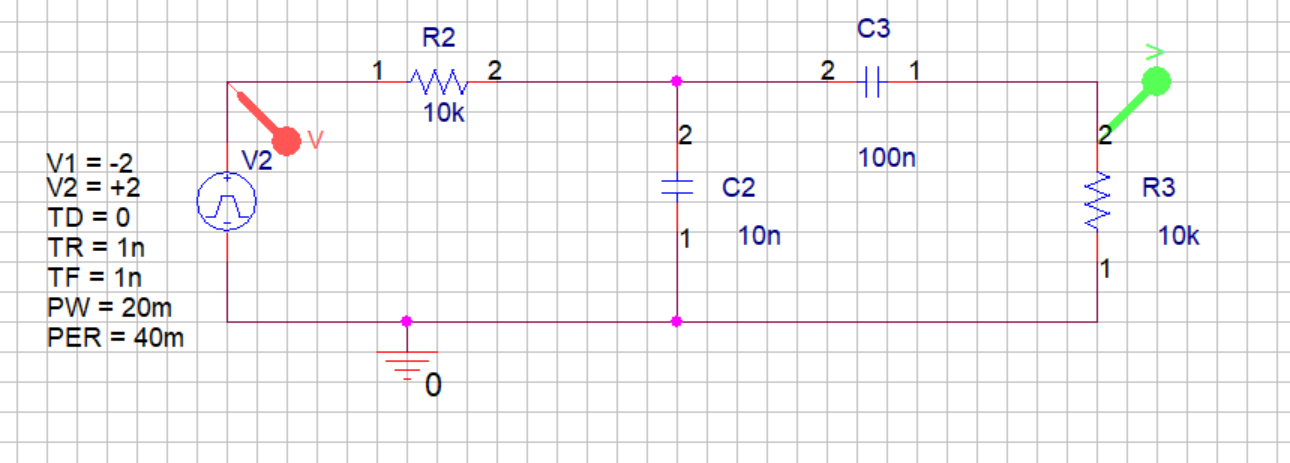 R2
1
2
10k
C3
2
1
100n
V
V
V2
V1 = -2
V2 = +2
TD = 0
TR = 1n
TF = 1n
PW = 20m
PER = 40m
2
C2
10n
1
2
R3
10k
1
0